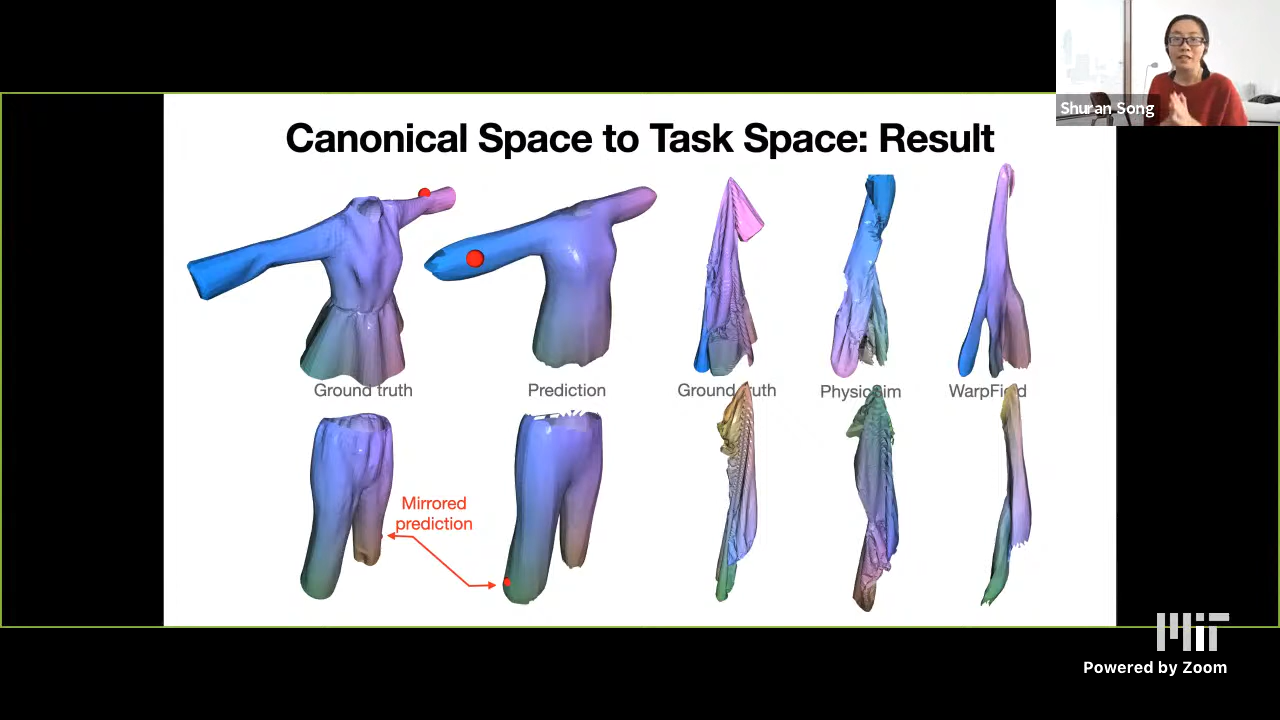 Shuran Song
Canonical Space to Task Space: Result
Ground truth
Prediction
Ground truth
PhysicSim
WarpField
Mirrored
prediction
MIT
Powered by Zoom